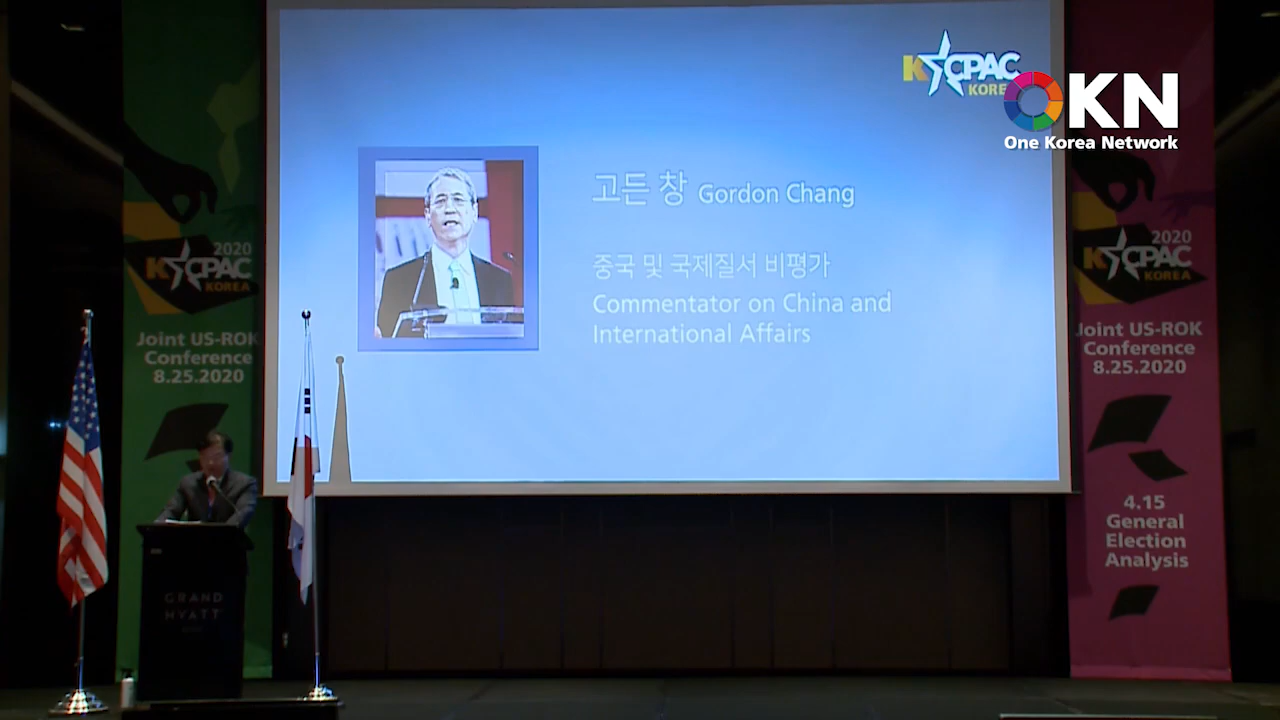 KCPAC
KOREA
OKN
One Korea Network
고든 창 Gordon Chang
중국 및 국제질서 비평가
Commentator on China and
International Affairs
2020
KCPAC
KOREA
Joint US-ROK
Conference
8.25.2020
GRAND
HYATT
2020
KCPAC
KOREA
Joint US-ROK
Conference
8.25.2020
4.15
General
Election
Analysis